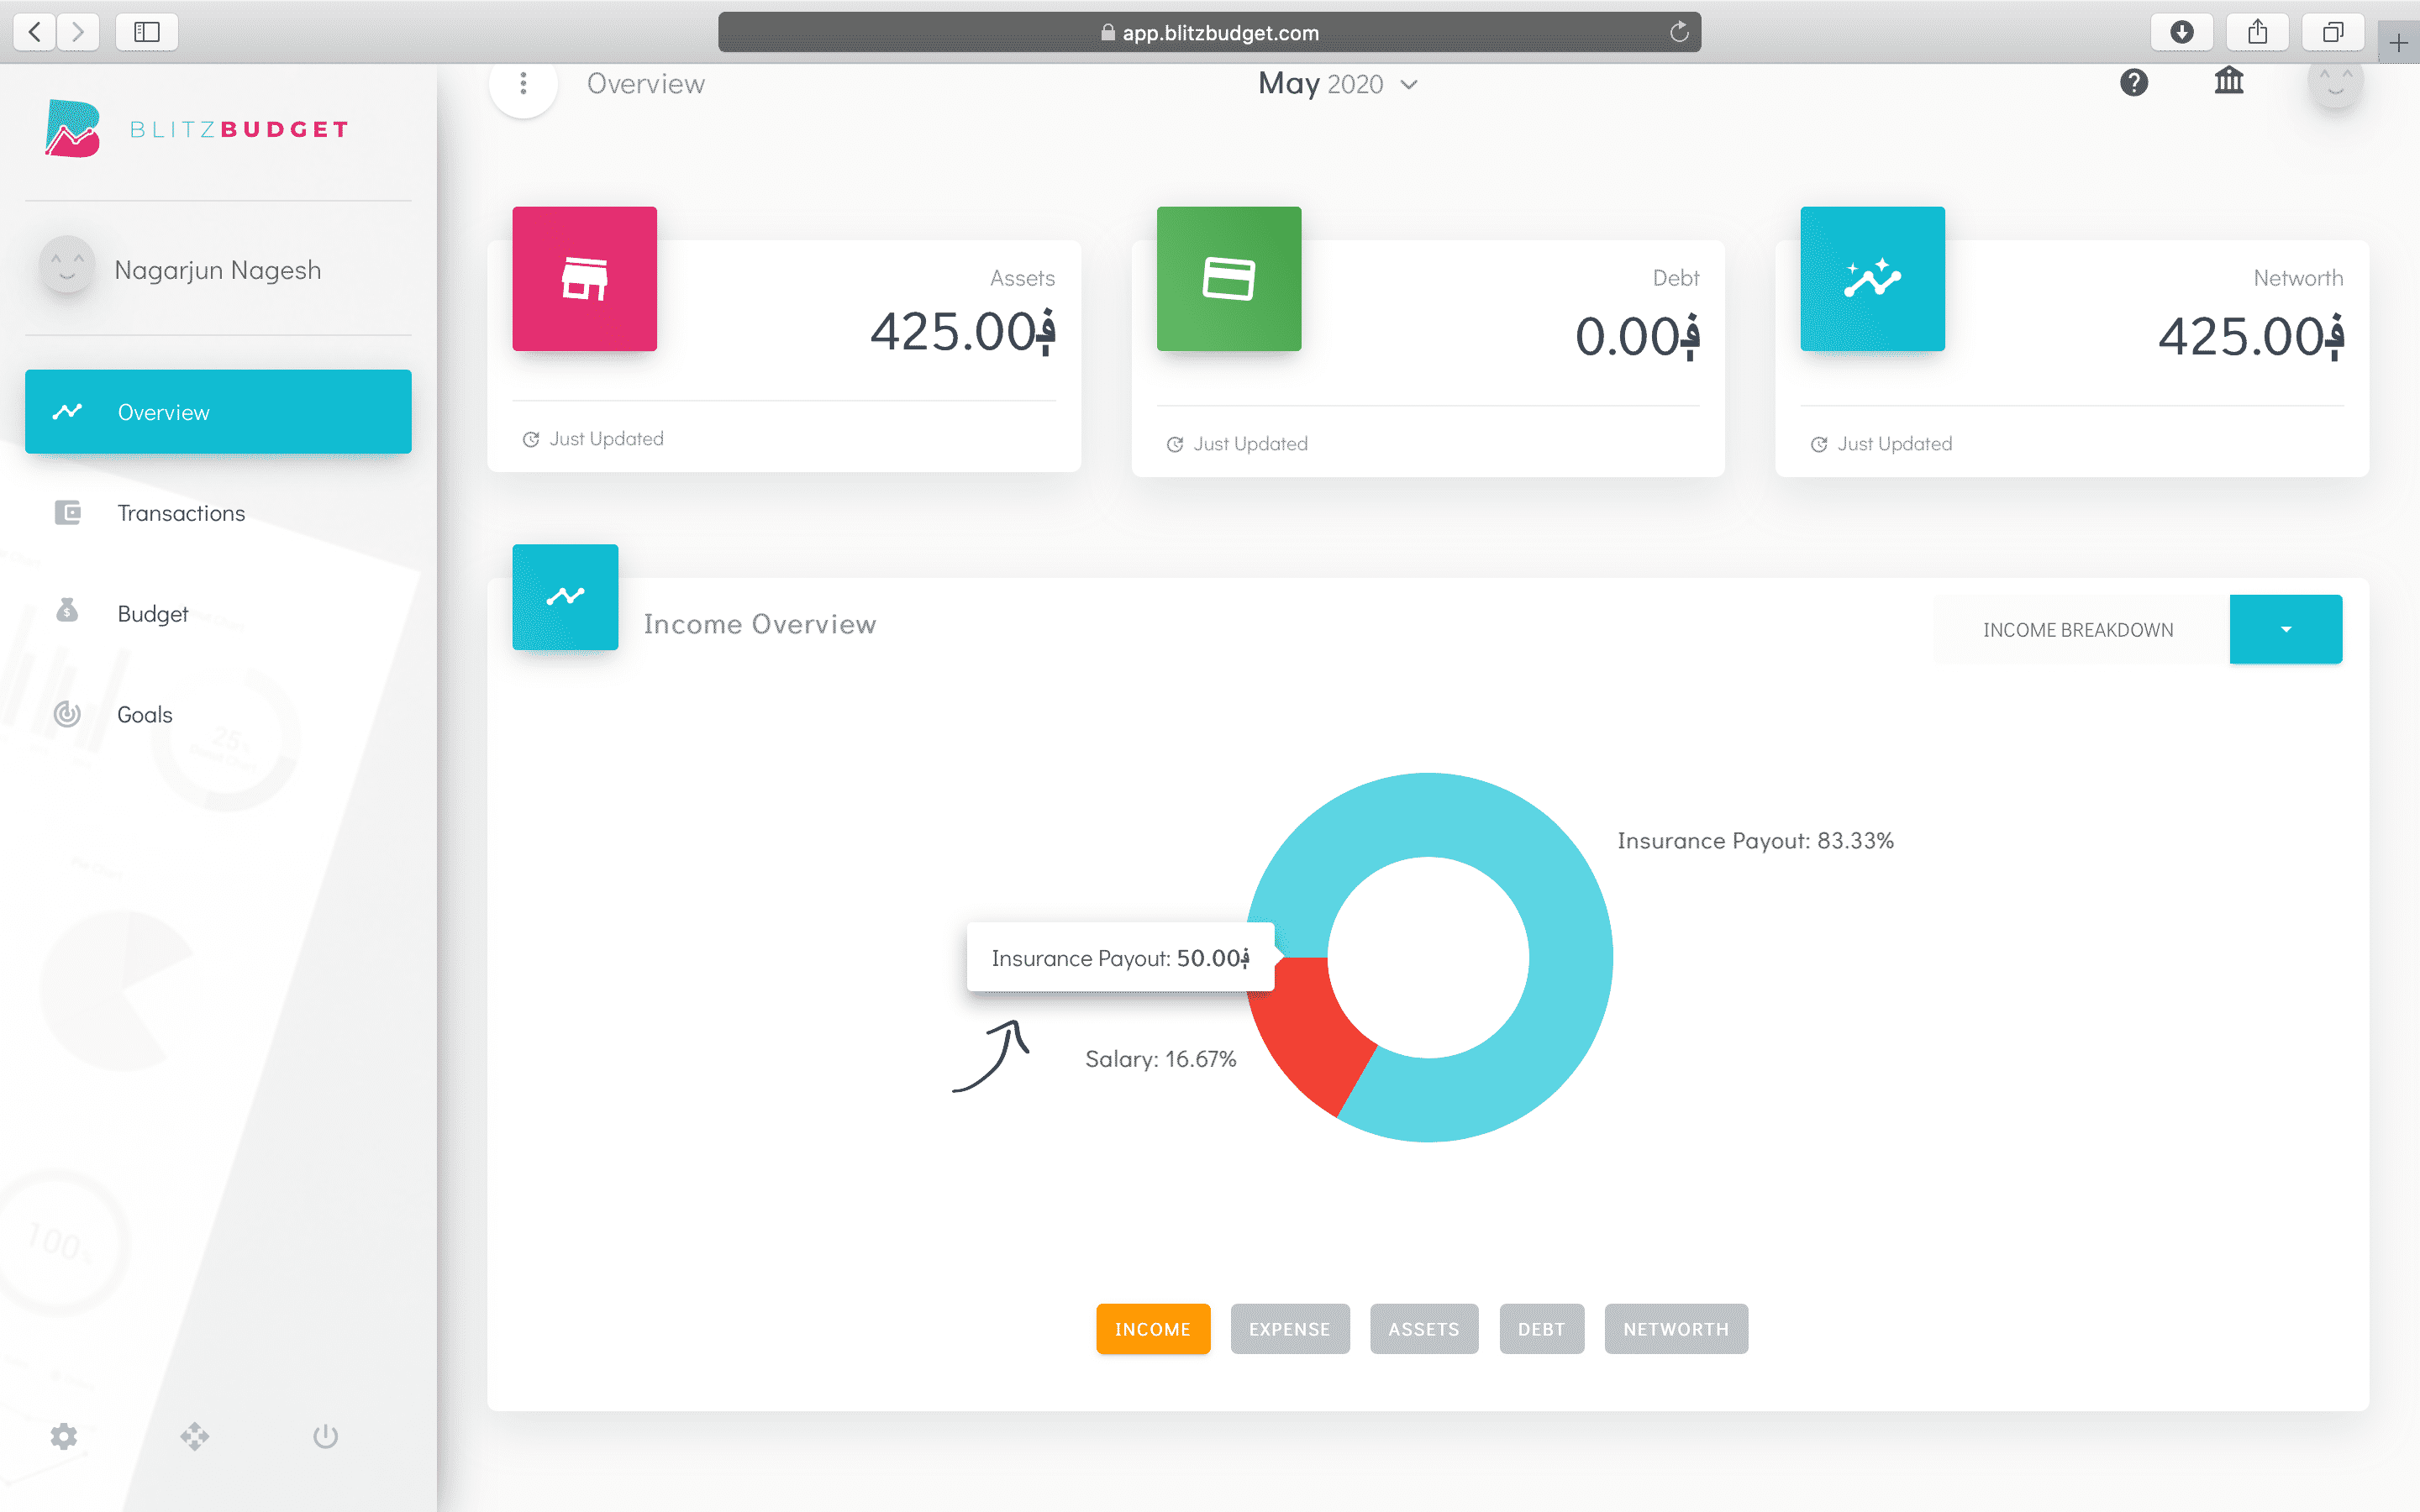 app.blitzbudget.com
BLITZBUDGET
Overview
May 2020
Nagarjun Nagesh
Overview
Transactions
Budget
Goals
Assets
425.00؋
Just Updated
Debt
0.00؋
Just Updated
Networth
425.00؋
Just Updated
Income Overview
INCOME BREAKDOWN
Insurance Payout: 83.33%
Insurance Payout: 50.00؋
Salary: 16.67%
INCOME
EXPENSE
ASSETS
DEBT
NETWORTH
25%
100%